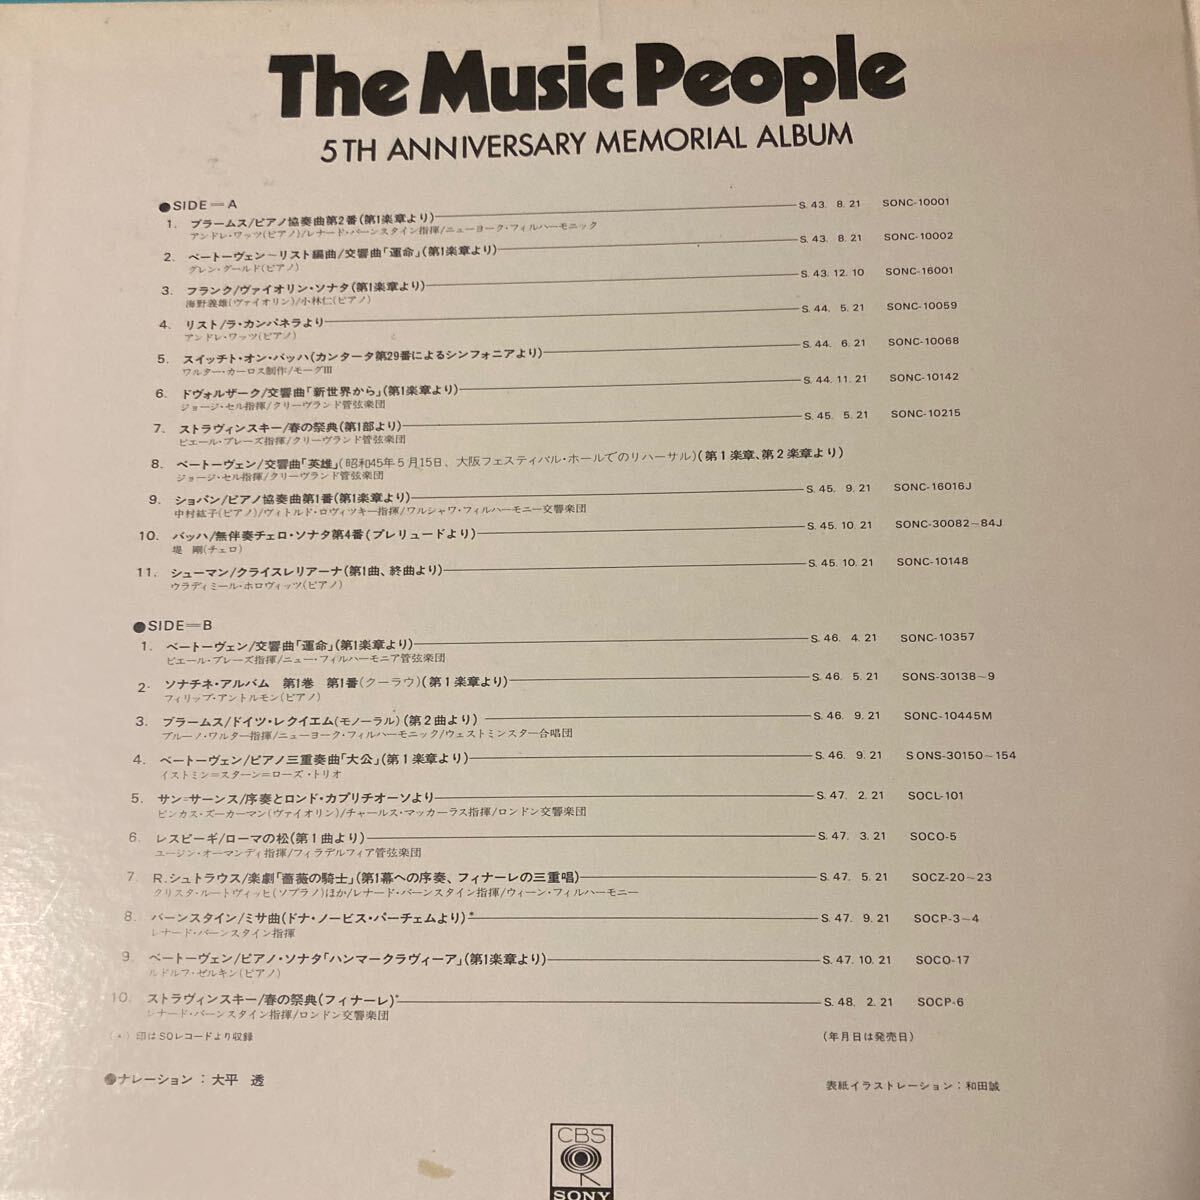 The Music People
5TH ANNIVERSARY MEMORIAL ALBUM
●SIDE=A
1. ブラームス/ピアノ協奏曲第2番(第1楽章より) S. 43. 8. 21 SONC-10001
アンドレ・ワッツ(ピアノ)/レナード・バーンスタイン指揮/ニューヨーク・フィルハーモニック
2. ベートーヴェン〜リスト編曲/交響曲「運命」(第1楽章より) S. 43. 8. 21 SONC-10002
グレン・グールド(ピアノ)
3. フランク/ヴァイオリン・ソナタ(第1楽章より) S. 43. 12. 10 SONC-16001
海野義雄(ヴァイオリン)/小林仁(ピアノ)
4. リスト/ラ・カンパネラより S. 44. 5. 21 SONC-10059
アンドレ・ワッツ(ピアノ)
5. スイッチト・オン・バッハ(カンタータ第29番によるシンフォニアより) S. 44. 6. 21 SONC-10068
ワルター・カーロス制作/モーグIII
6. ドヴォルザーク/交響曲「新世界から」(第1楽章より) S. 44. 11. 21 SONC-10142
ジョージ・セル指揮/クリーヴランド管弦楽団
7. ストラヴィンスキー/春の祭典(第1部より) S. 45. 5. 21 SONC-10215
ピエール・ブレーズ指揮/クリーヴランド管弦楽団
8. ベートーヴェン/交響曲「英雄」(昭和45年5月15日、大阪フェスティバル・ホールでのリハーサル)(第1楽章、第2楽章より)
ジョージ・セル指揮/クリーヴランド管弦楽団
9. ショパン/ピアノ協奏曲第1番(第1楽章より) S. 45. 9. 21 SONC-16016J
中村紘子(ピアノ)/ヴィトルド・ロヴィツキー指揮/ワルシャワ・フィルハーモニー交響楽団
10. バッハ/無伴奏チェロ・ソナタ第4番(プレリュードより) S. 45. 10. 21 SONC-30082〜84J
堤 剛(チェロ)
11. シューマン/クライスレリアーナ(第1曲、終曲より) S. 45. 10. 21 SONC-10148
ウラディミール・ホロヴィッツ(ピアノ)
●SIDE=B
1. ベートーヴェン/交響曲「運命」(第1楽章より) S. 46. 4. 21 SONC-10357
ピエール・ブレーズ指揮/ニュー・フィルハーモニア管弦楽団
2. ソナチネ・アルバム 第1巻 第1番(クーラウ)(第1楽章より) S. 46. 5. 21 SONS-30138〜9
フィリップ・アントルモン(ピアノ)
3. ブラームス/ドイツ・レクイエム(モノーラル)(第2曲より) S. 46. 9. 21 SONC-10445M
ブルーノ・ワルター指揮/ニューヨーク・フィルハーモニック/ウェストミンスター合唱団
4. ベートーヴェン/ピアノ三重奏曲「大公」(第1楽章より) S. 46. 9. 21 SONS-30150〜154
イストミン=スターン=ローズ・トリオ
5. サン=サーンス/序奏とロンド・カプリチオーソより S. 47. 2. 21 SOCL-101
ピンカス・ズーカーマン(ヴァイオリン)/チャールス・マッカーラス指揮/ロンドン交響楽団
6. レスピーギ/ローマの松(第1曲より) S. 47. 3. 21 SOCO-5
ユージン・オーマンディ指揮/フィラデルフィア管弦楽団
7. R.シュトラウス/楽劇「薔薇の騎士」(第1幕への序奏、フィナーレの三重唱) S. 47. 5. 21 SOCZ-20〜23
クリスタ・ルートヴィッヒ(ソプラノ)ほか/レナード・バーンスタイン指揮/ウィーン・フィルハーモニー
8. バーンスタイン/ミサ曲(ドナ・ノービス・パーチェムより)* S. 47. 9. 21 SOCP-3〜4
レナード・バーンスタイン指揮
9. ベートーヴェン/ピアノ・ソナタ「ハンマークラヴィーア」(第1楽章より) S. 47. 10. 21 SOCO-17
ルドルフ・ゼルキン(ピアノ)
10. ストラヴィンスキー/春の祭典(フィナーレ)* S. 48. 2. 21 SOCP-6
レナード・バーンスタイン指揮/ロンドン交響楽団
(*)印はSQレコードより収録 (年月日は発売日)
●ナレーション：大平 透
表紙イラストレーション：和田誠
CBS
SONY